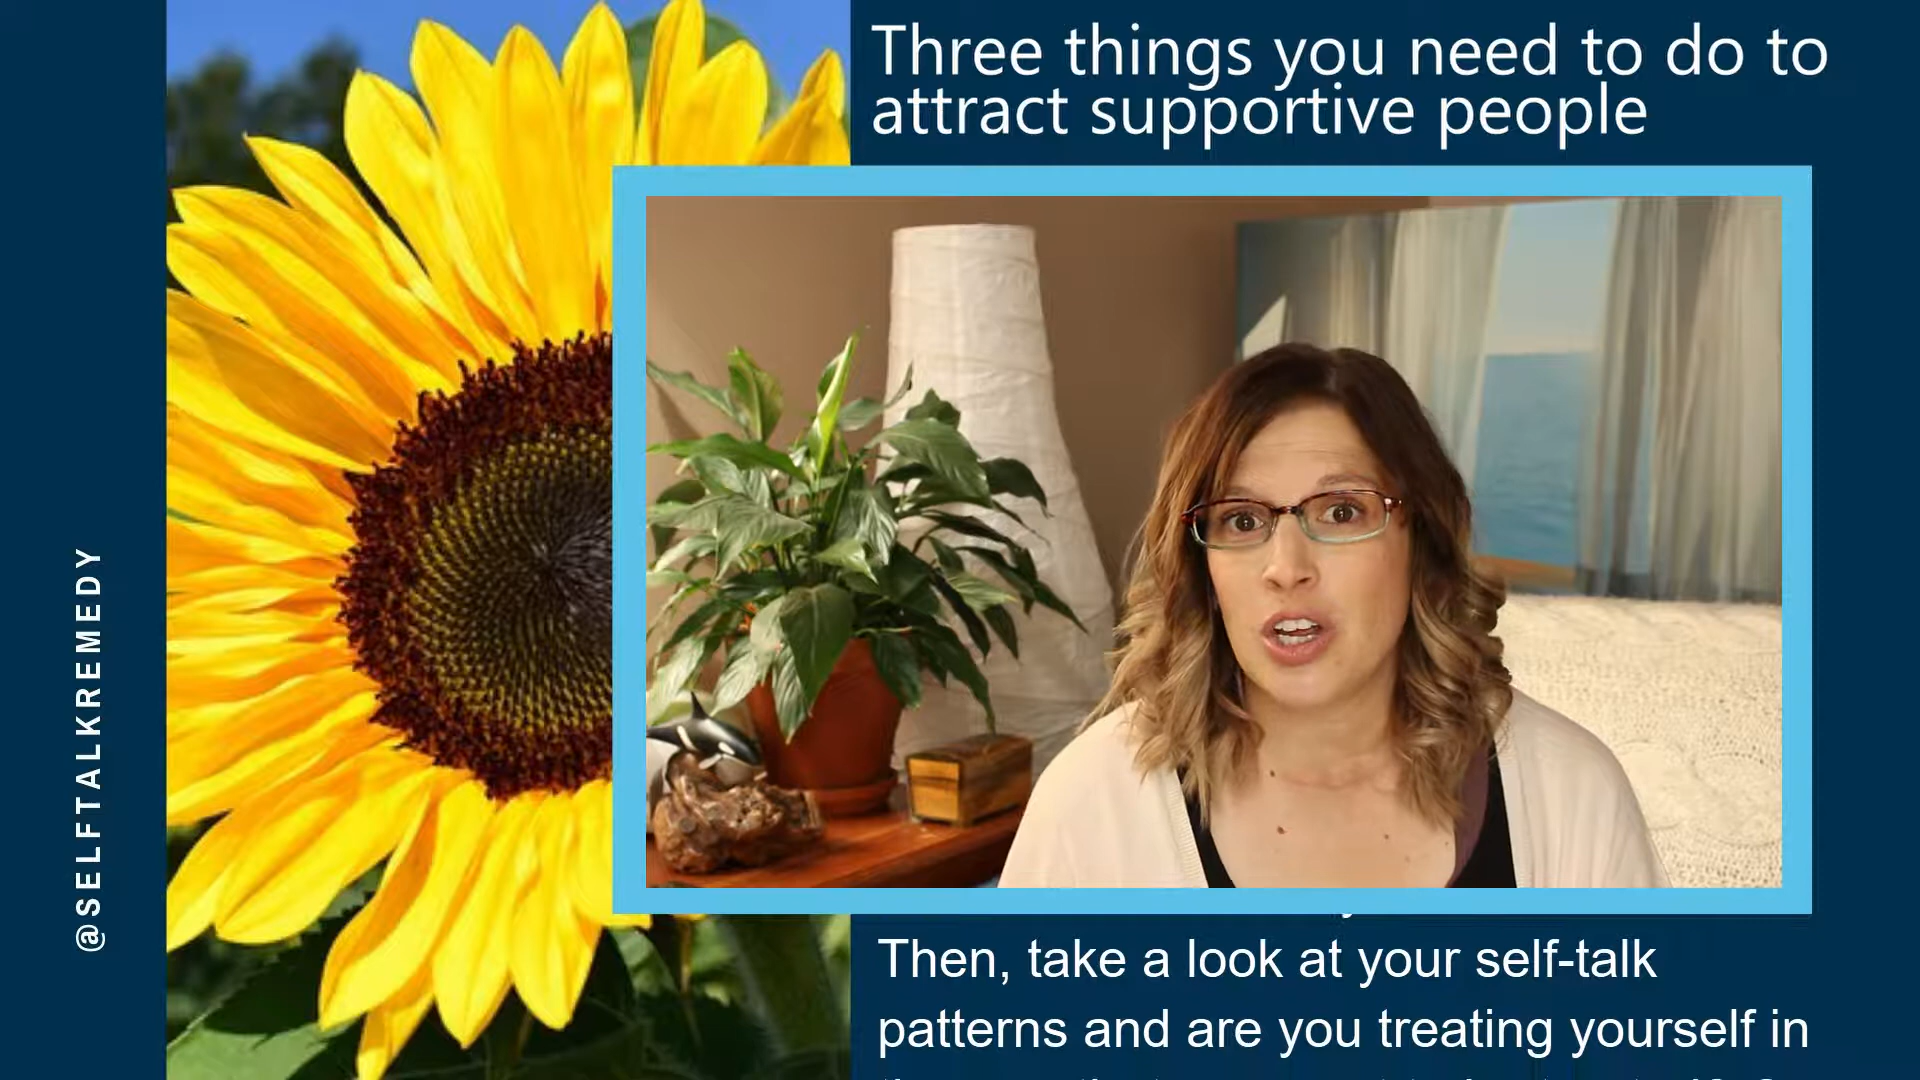 Three things you need to do to
attract supportive people
@SELFTALKREMEDY
Then, take a look at your self-talk
patterns and are you treating yourself in